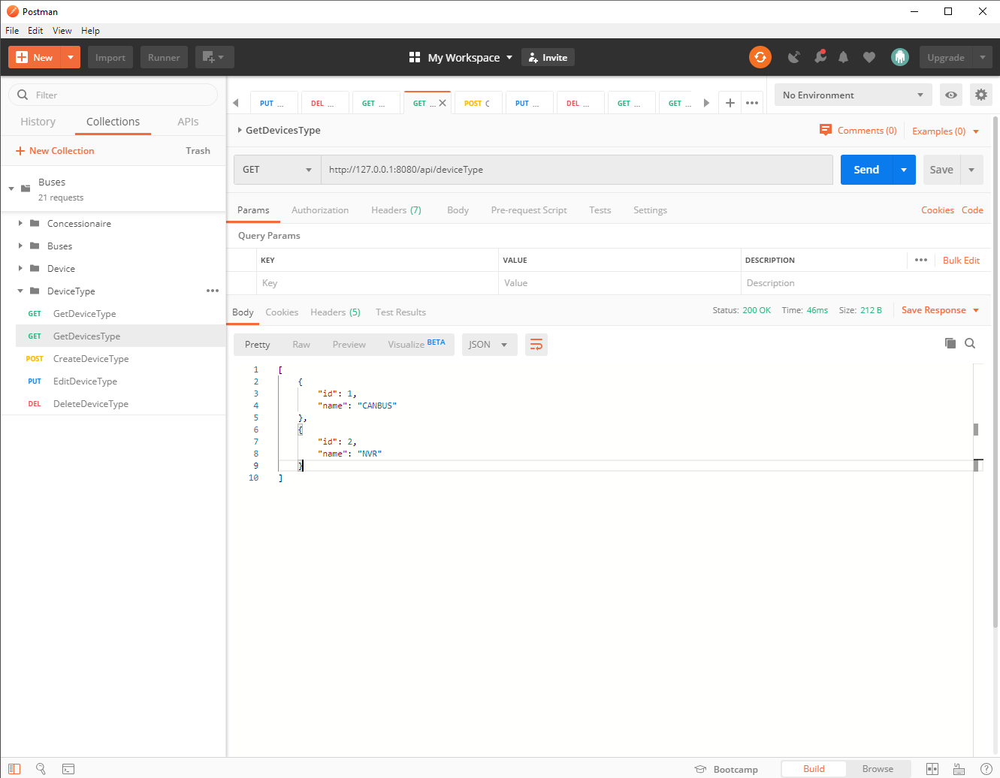 Postman
File Edit View Help
New Import Runner My Workspace Invite Upgrade
Filter
History Collections APIs
New Collection Trash
Buses
21 requests
Concessionaire
Buses
Device
DeviceType
GET GetDeviceType
GET GetDevicesType
POST CreateDeviceType
PUT EditDeviceType
DEL DeleteDeviceType
PUT ... DEL ... GET ... GET ... POST C PUT ... DEL ... GET ... GET ... No Environment
GetDevicesType Comments (0) Examples (0)
GET http://127.0.0.1:8080/api/deviceType Send Save
Params Authorization Headers (7) Body Pre-request Script Tests Settings Cookies Code
Query Params
KEY VALUE DESCRIPTION Bulk Edit
Key Value Description
Body Cookies Headers (5) Test Results Status: 200 OK Time: 46ms Size: 212 B Save Response
Pretty Raw Preview Visualize BETA JSON
1 [
2 {
3 "id": 1,
4 "name": "CANBUS"
5 },
6 {
7 "id": 2,
8 "name": "NVR"
9 }
10 ]
Bootcamp Build Browse